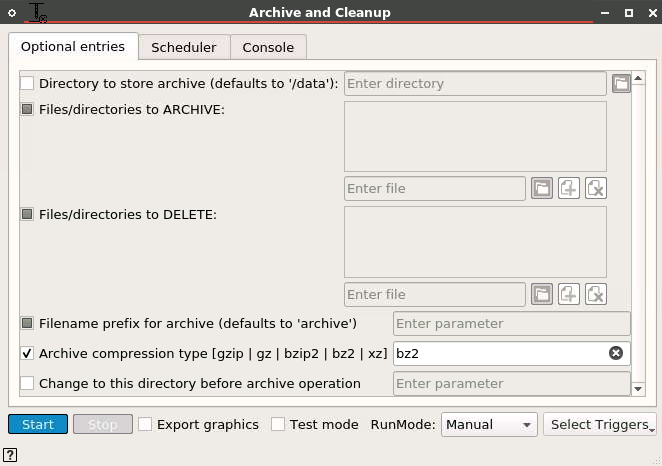 Archive and Cleanup
Optional entries Scheduler Console
Directory to store archive (defaults to '/data'): Enter directory
Files/directories to ARCHIVE:
Enter file
Files/directories to DELETE:
Enter file
Filename prefix for archive (defaults to 'archive') Enter parameter
Archive compression type [gzip | gz | bzip2 | bz2 | xz] bz2
Change to this directory before archive operation Enter parameter
Start Stop Export graphics Test mode RunMode: Manual Select Triggers
?